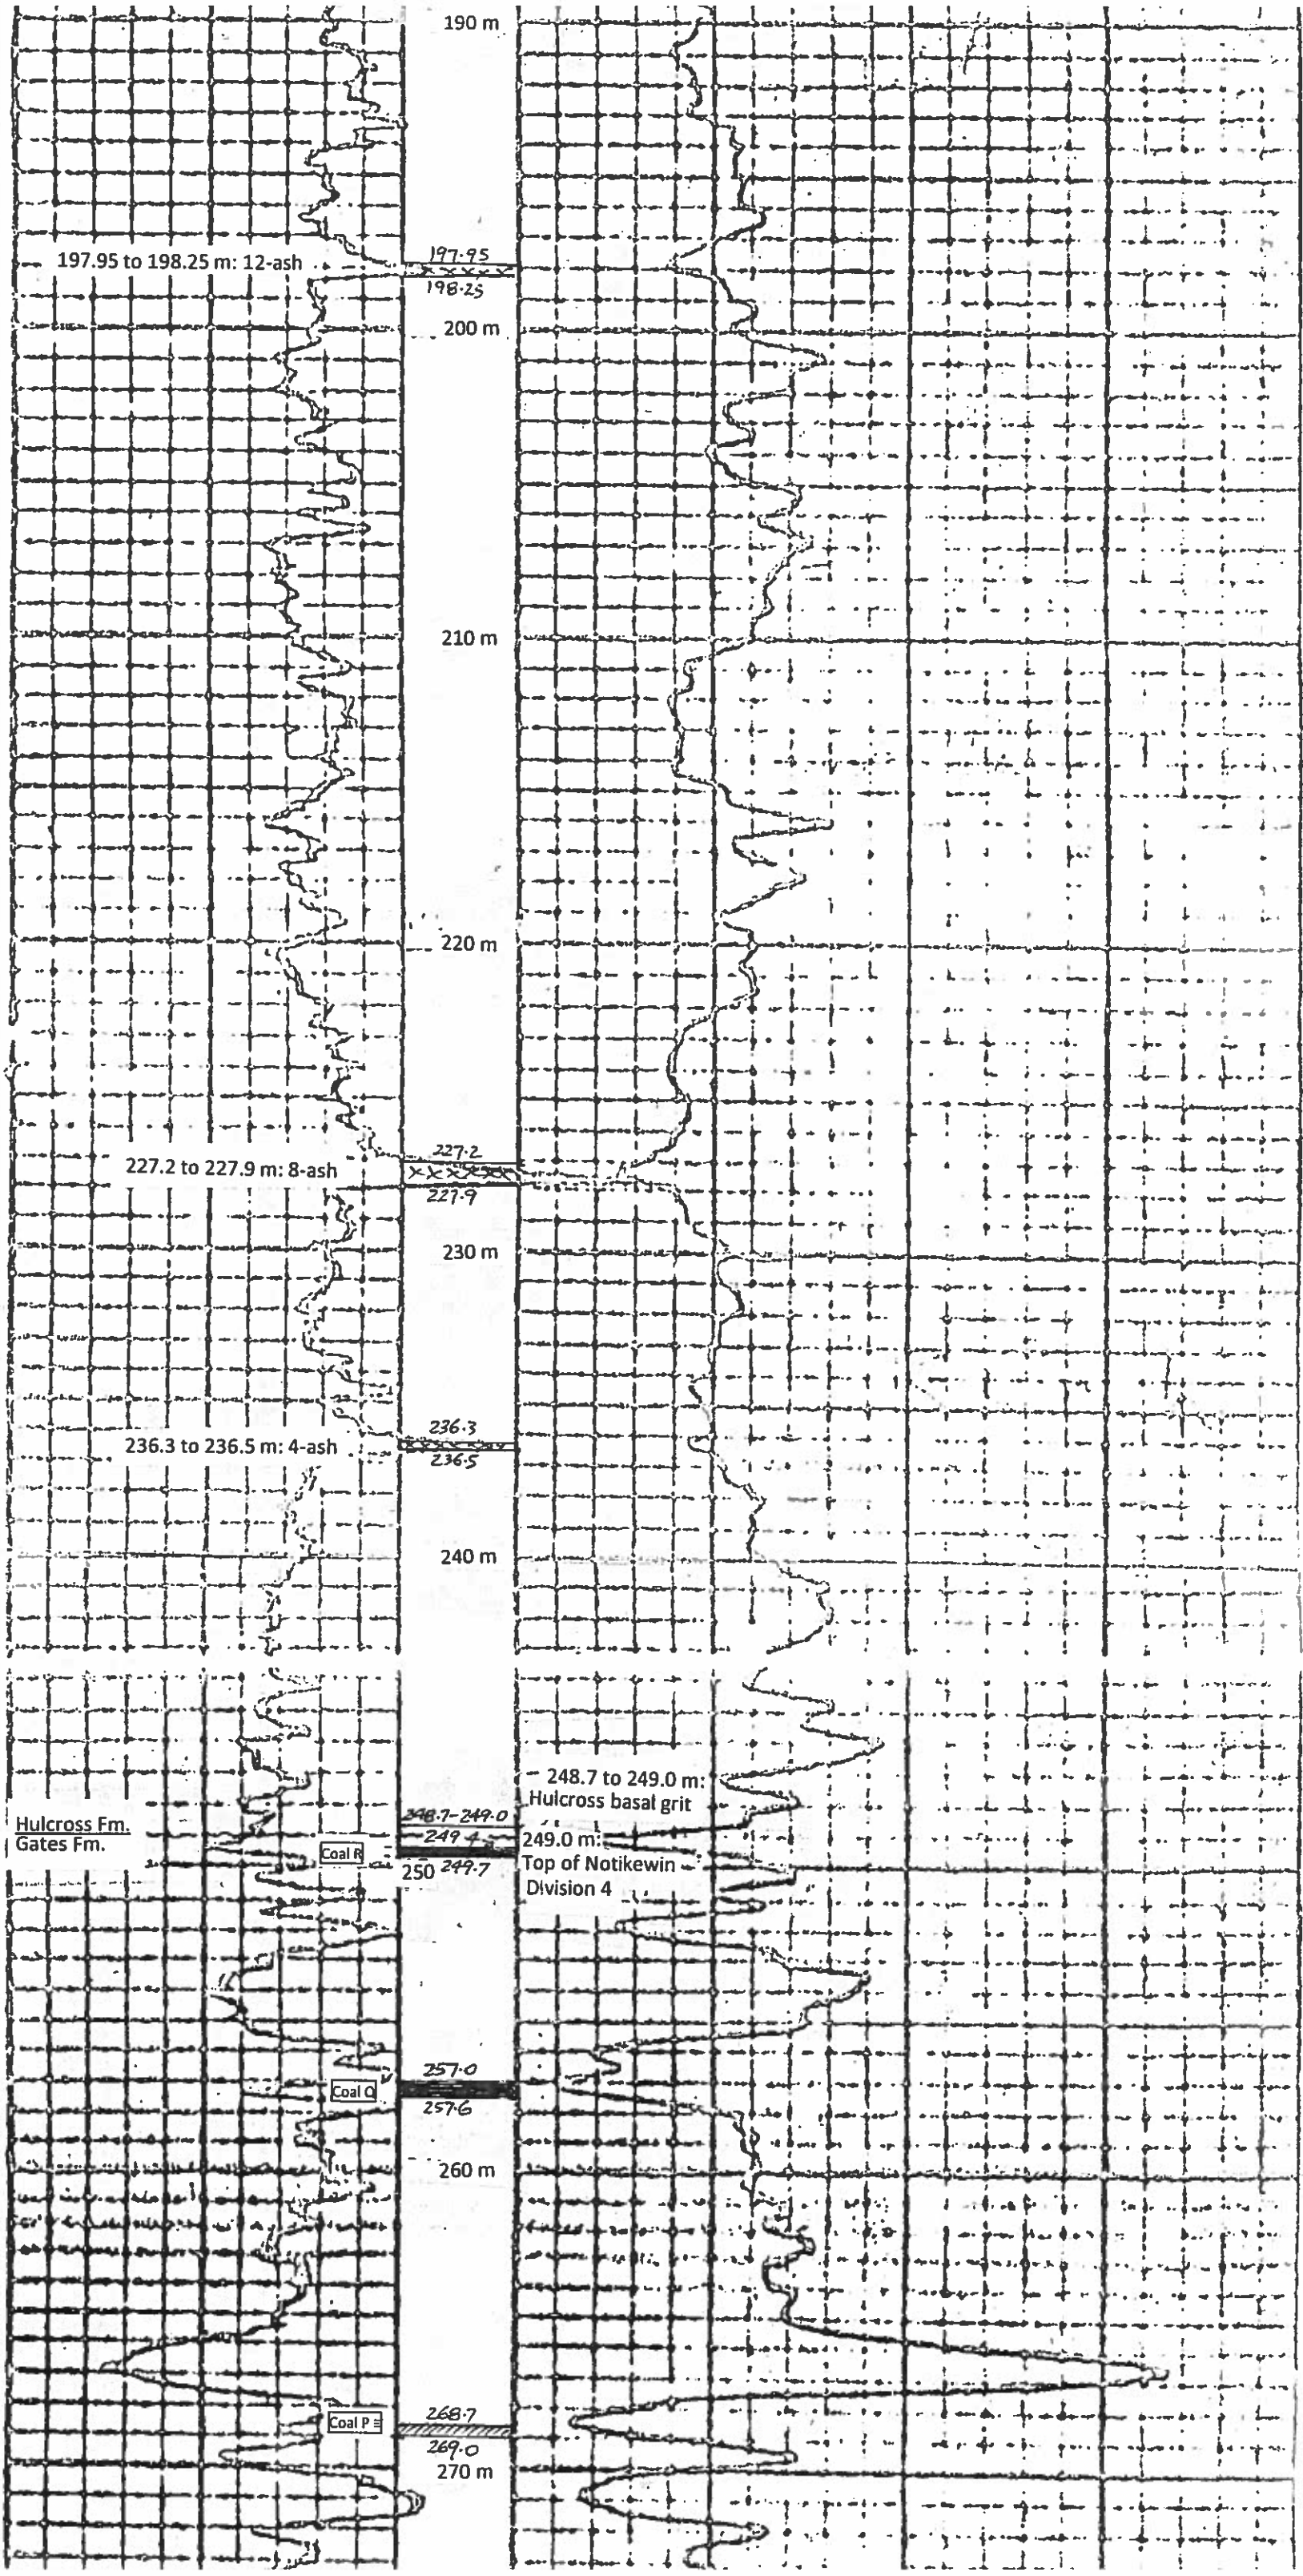 190 m
197.95 to 198.25 m: 12-ash
197.95
198.25
200 m
210 m
220 m
227.2
227.2 to 227.9 m: 8-ash
227.9
230 m
236.3
236.3 to 236.5 m: 4-ash
236.5
240 m
248.7 to 249.0 m:
Hulcross basal grit
248.7-249.0
Hulcross Fm.
Gates Fm.
249.4
249.0 m:
Top of Notikewin
Division 4
Coal R
250 249.7
257.0
Coal Q
257.6
260 m
268.7
Coal P
269.0
270 m